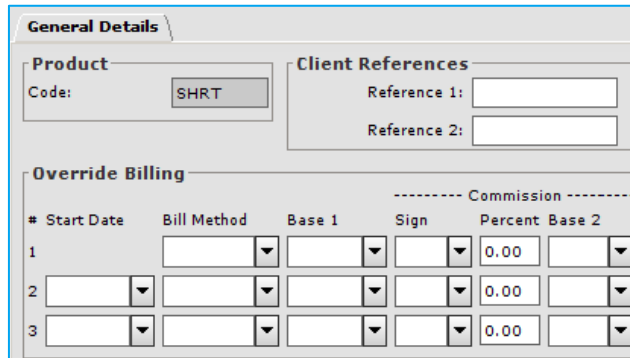 General Details
Product
Code: SHRT
Client References
Reference 1:
Reference 2:
Override Billing
--------- Commission -------
# Start Date Bill Method Base 1 Sign Percent Base 2
1 0.00
2 0.00
3 0.00